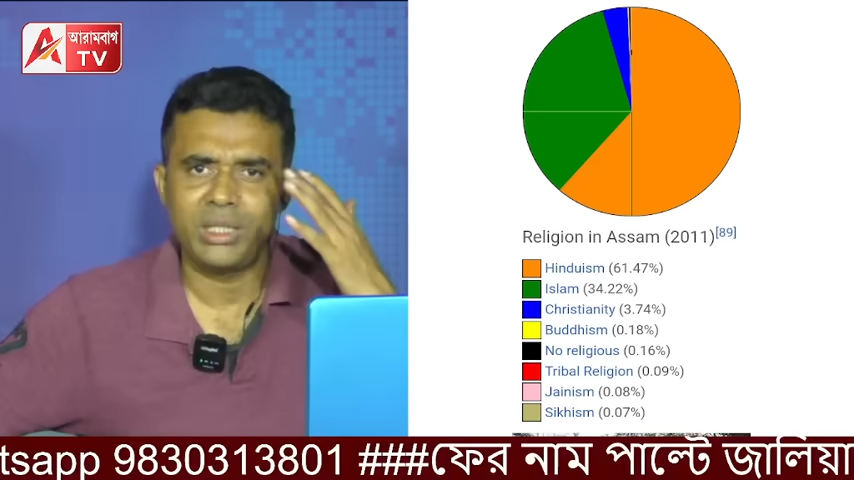 আরামবাগ
TV
Religion in Assam (2011)[89]
Hinduism (61.47%)
Islam (34.22%)
Christianity (3.74%)
Buddhism (0.18%)
No religious (0.16%)
Tribal Religion (0.09%)
Jainism (0.08%)
Sikhism (0.07%)
tsapp 9830313801 ###ফের নাম পাল্টে জালিয়া